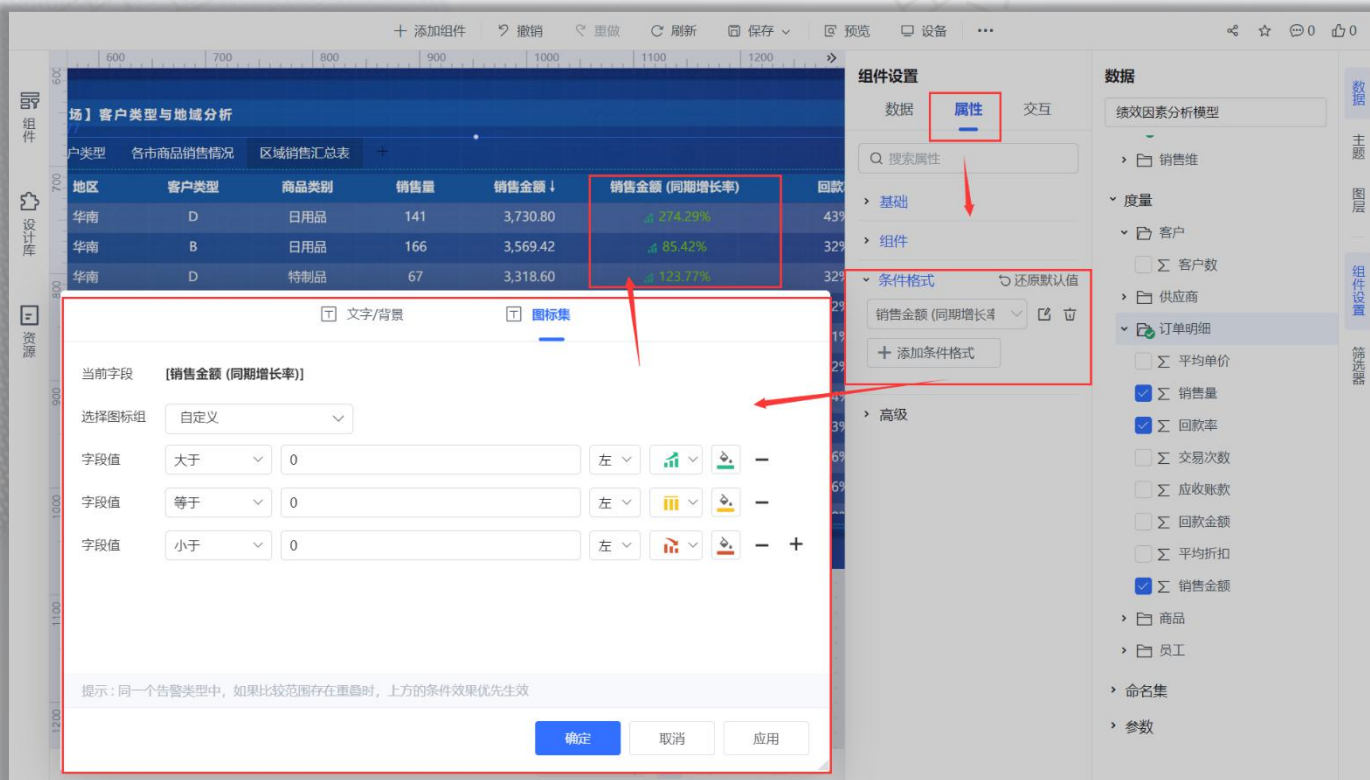 添加组件 撤销 重做 刷新 保存 预览 设备 ••• 0 0
600 700 800 900 1000 1100 1200
组件
设计库
资源
600
700
800
900
1000
1100
1200
场】客户类型与地域分析
户类型 各市商品销售情况 区域销售汇总表 +
地区 客户类型 商品类别 销售量 销售金额↓ 销售金额 (同期增长率) 回款
华南 D 日用品 141 3,730.80 274.29% 43%
华南 B 日用品 166 3,569.42 85.42% 32%
华南 D 特制品 67 3,318.60 123.77% 32%
文字/背景 图标集
当前字段 [销售金额 (同期增长率)]
选择图标组 自定义
字段值 大于 0 左
字段值 等于 0 左
字段值 小于 0 左
提示：同一个告警类型中，如果比较范围存在重叠时，上方的条件效果优先生效
确定 取消 应用
组件设置
数据 属性 交互
搜索属性
基础
组件
条件格式 还原默认值
销售金额 (同期增长率
+ 添加条件格式
高级
数据
绩效因素分析模型
销售维
度量
客户
∑ 客户数
供应商
订单明细
∑ 平均单价
∑ 销售量
∑ 回款率
∑ 交易次数
∑ 应收账款
∑ 回款金额
∑ 平均折扣
∑ 销售金额
商品
员工
命名集
参数
数据
主题
图层
组件设置
筛选器